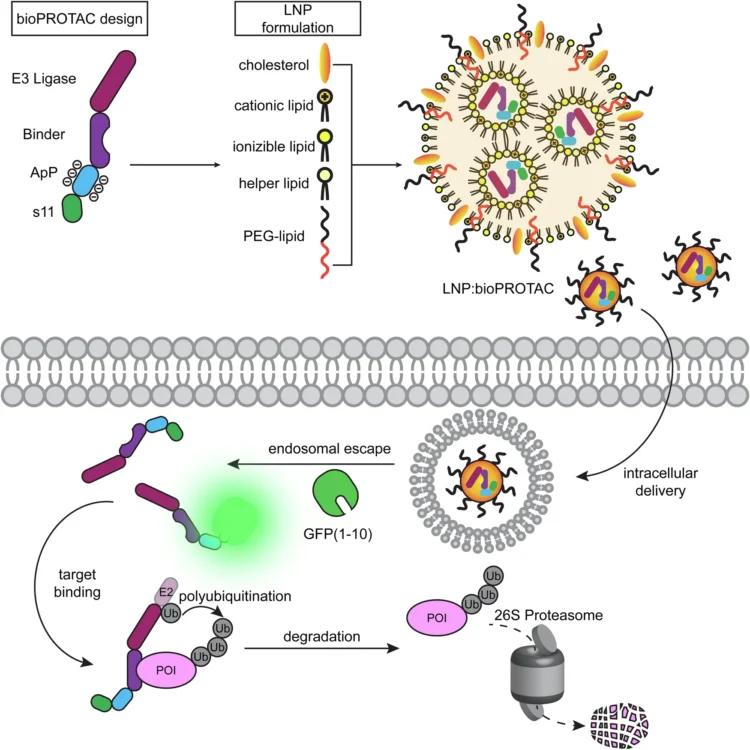 bioPROTAC design
LNP
formulation
E3 Ligase
Binder
ApP
s11
cholesterol
cationic lipid
ionizible lipid
helper lipid
PEG-lipid
LNP:bioPROTAC
endosomal escape
GFP(1-10)
intracellular
delivery
target
binding
E2
Ub
polyubiquitination
Ub
Ub
Ub
POI
degradation
Ub
Ub
Ub
POI
26S Proteasome